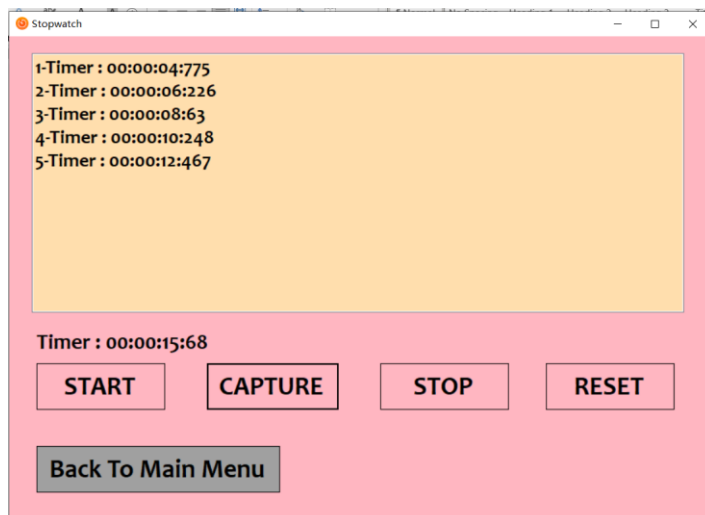 Stopwatch
1-Timer : 00:00:04:775
2-Timer : 00:00:06:226
3-Timer : 00:00:08:63
4-Timer : 00:00:10:248
5-Timer : 00:00:12:467
Timer : 00:00:15:68
START CAPTURE STOP RESET
Back To Main Menu